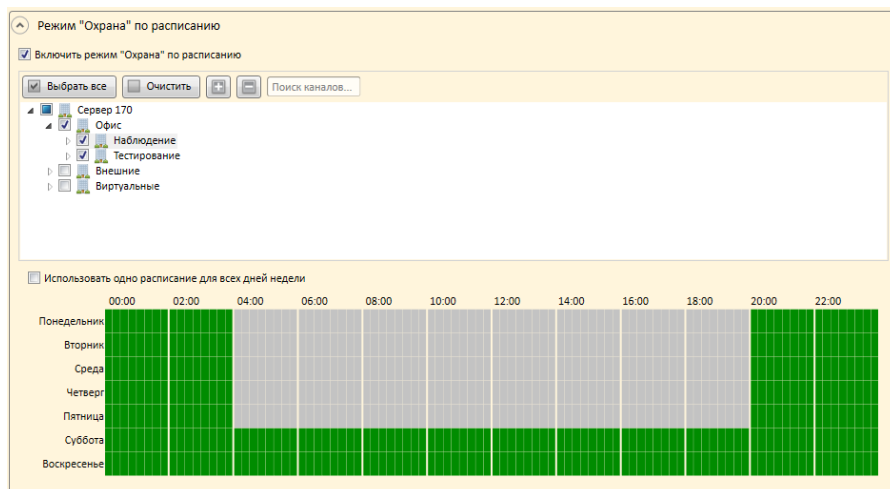 Режим "Охрана" по расписанию
Включить режим "Охрана" по расписанию
Выбрать все Очистить Поиск каналов...
Сервер 170
Офис
Наблюдение
Тестирование
Внешние
Виртуальные
Использовать одно расписание для всех дней недели
00:00 02:00 04:00 06:00 08:00 10:00 12:00 14:00 16:00 18:00 20:00 22:00
Понедельник
Вторник
Среда
Четверг
Пятница
Суббота
Воскресенье